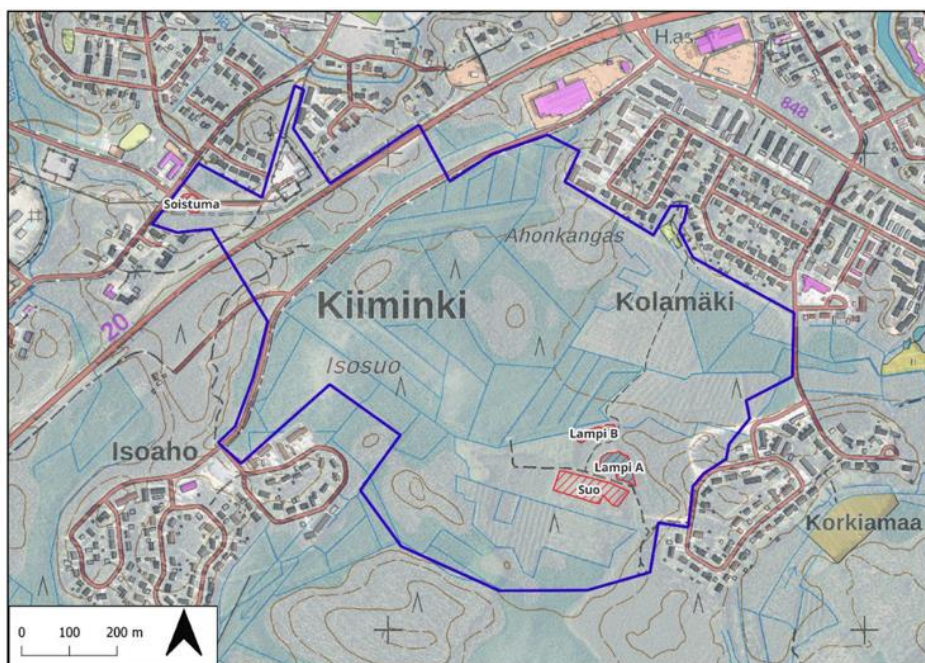 H.as
848
Soistuma
Ahonkangas
Kiiminki
Kolamäki
20
Isosuo
Isoaho
Lampi B
Lampi A
Suo
Korkiamaa
0 100 200 m